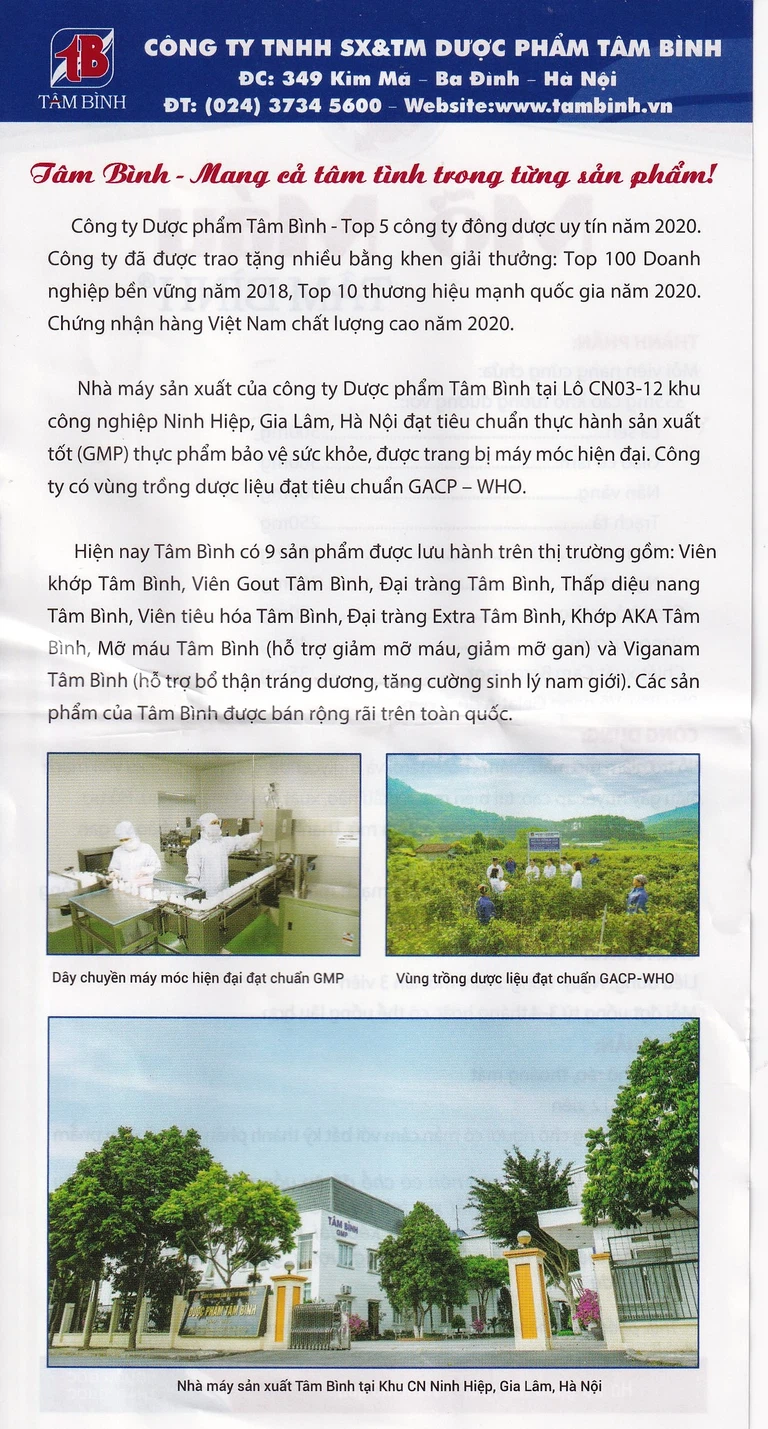 TÂM BÌNH
CÔNG TY TNHH SX&TM DƯỢC PHẨM TÂM BÌNH
ĐC: 349 Kim Mã – Ba Đình – Hà Nội
ĐT: (024) 3734 5600 – Website:www.tambinh.vn
Tâm Bình - Mang cả tâm tình trong từng sản phẩm!
Công ty Dược phẩm Tâm Bình - Top 5 công ty đông dược uy tín năm 2020.
Công ty đã được trao tặng nhiều bằng khen giải thưởng: Top 100 Doanh
nghiệp bền vững năm 2018, Top 10 thương hiệu mạnh quốc gia năm 2020.
Chứng nhận hàng Việt Nam chất lượng cao năm 2020.
Nhà máy sản xuất của công ty Dược phẩm Tâm Bình tại Lô CN03-12 khu
công nghiệp Ninh Hiệp, Gia Lâm, Hà Nội đạt tiêu chuẩn thực hành sản xuất
tốt (GMP) thực phẩm bảo vệ sức khỏe, được trang bị máy móc hiện đại. Công
ty có vùng trồng dược liệu đạt tiêu chuẩn GACP – WHO.
Hiện nay Tâm Bình có 9 sản phẩm được lưu hành trên thị trường gồm: Viên
khớp Tâm Bình, Viên Gout Tâm Bình, Đại tràng Tâm Bình, Thấp diệu nang
Tâm Bình, Viên tiêu hóa Tâm Bình, Đại tràng Extra Tâm Bình, Khớp AKA Tâm
Bình, Mỡ máu Tâm Bình (hỗ trợ giảm mỡ máu, giảm mỡ gan) và Viganam
Tâm Bình (hỗ trợ bổ thận tráng dương, tăng cường sinh lý nam giới). Các sản
phẩm của Tâm Bình được bán rộng rãi trên toàn quốc.
Dây chuyền máy móc hiện đại đạt chuẩn GMP
Vùng trồng dược liệu đạt chuẩn GACP-WHO
TÂM BÌNH
GMP
DƯỢC PHẨM TÂM BÌNH
Nhà máy sản xuất Tâm Bình tại Khu CN Ninh Hiệp, Gia Lâm, Hà Nội